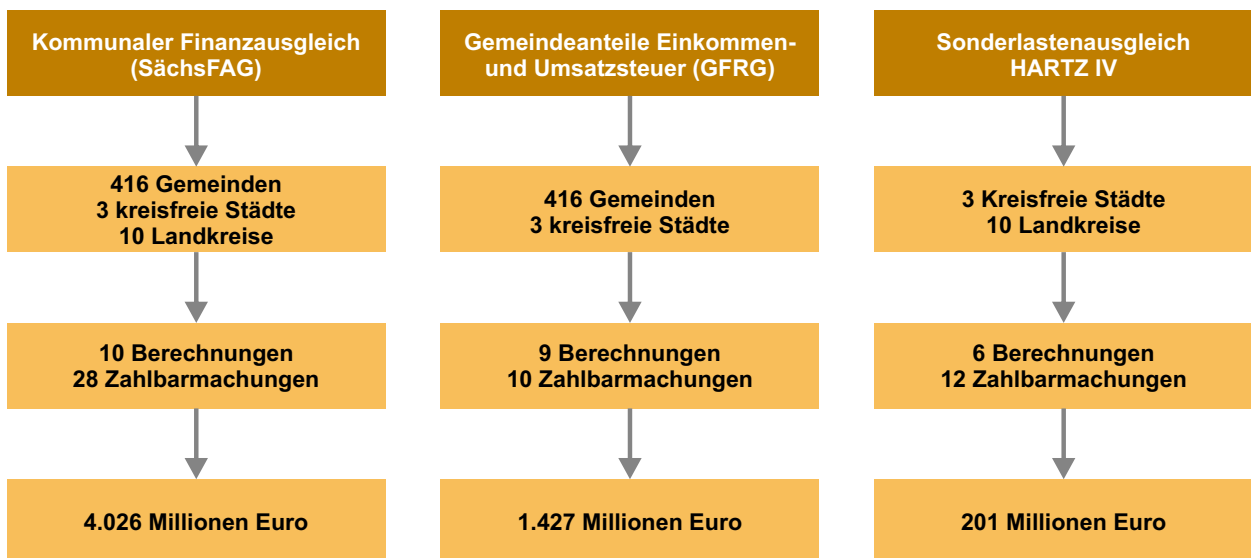 Kommunaler Finanzausgleich
(SächsFAG)
416 Gemeinden
3 kreisfreie Städte
10 Landkreise
10 Berechnungen
28 Zahlbarmachungen
4.026 Millionen Euro
Gemeindeanteile Einkommen-
und Umsatzsteuer (GFRG)
416 Gemeinden
3 kreisfreie Städte
9 Berechnungen
10 Zahlbarmachungen
1.427 Millionen Euro
Sonderlastenausgleich
HARTZ IV
3 Kreisfreie Städte
10 Landkreise
6 Berechnungen
12 Zahlbarmachungen
201 Millionen Euro